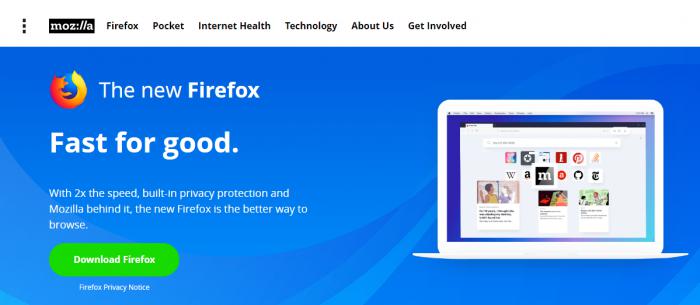 moz://a Firefox Pocket Internet Health Technology About Us Get Involved
The new Firefox
Fast for good.
With 2x the speed, built-in privacy protection and
Mozilla behind it, the new Firefox is the better way to
browse.
Download Firefox
Firefox Privacy Notice